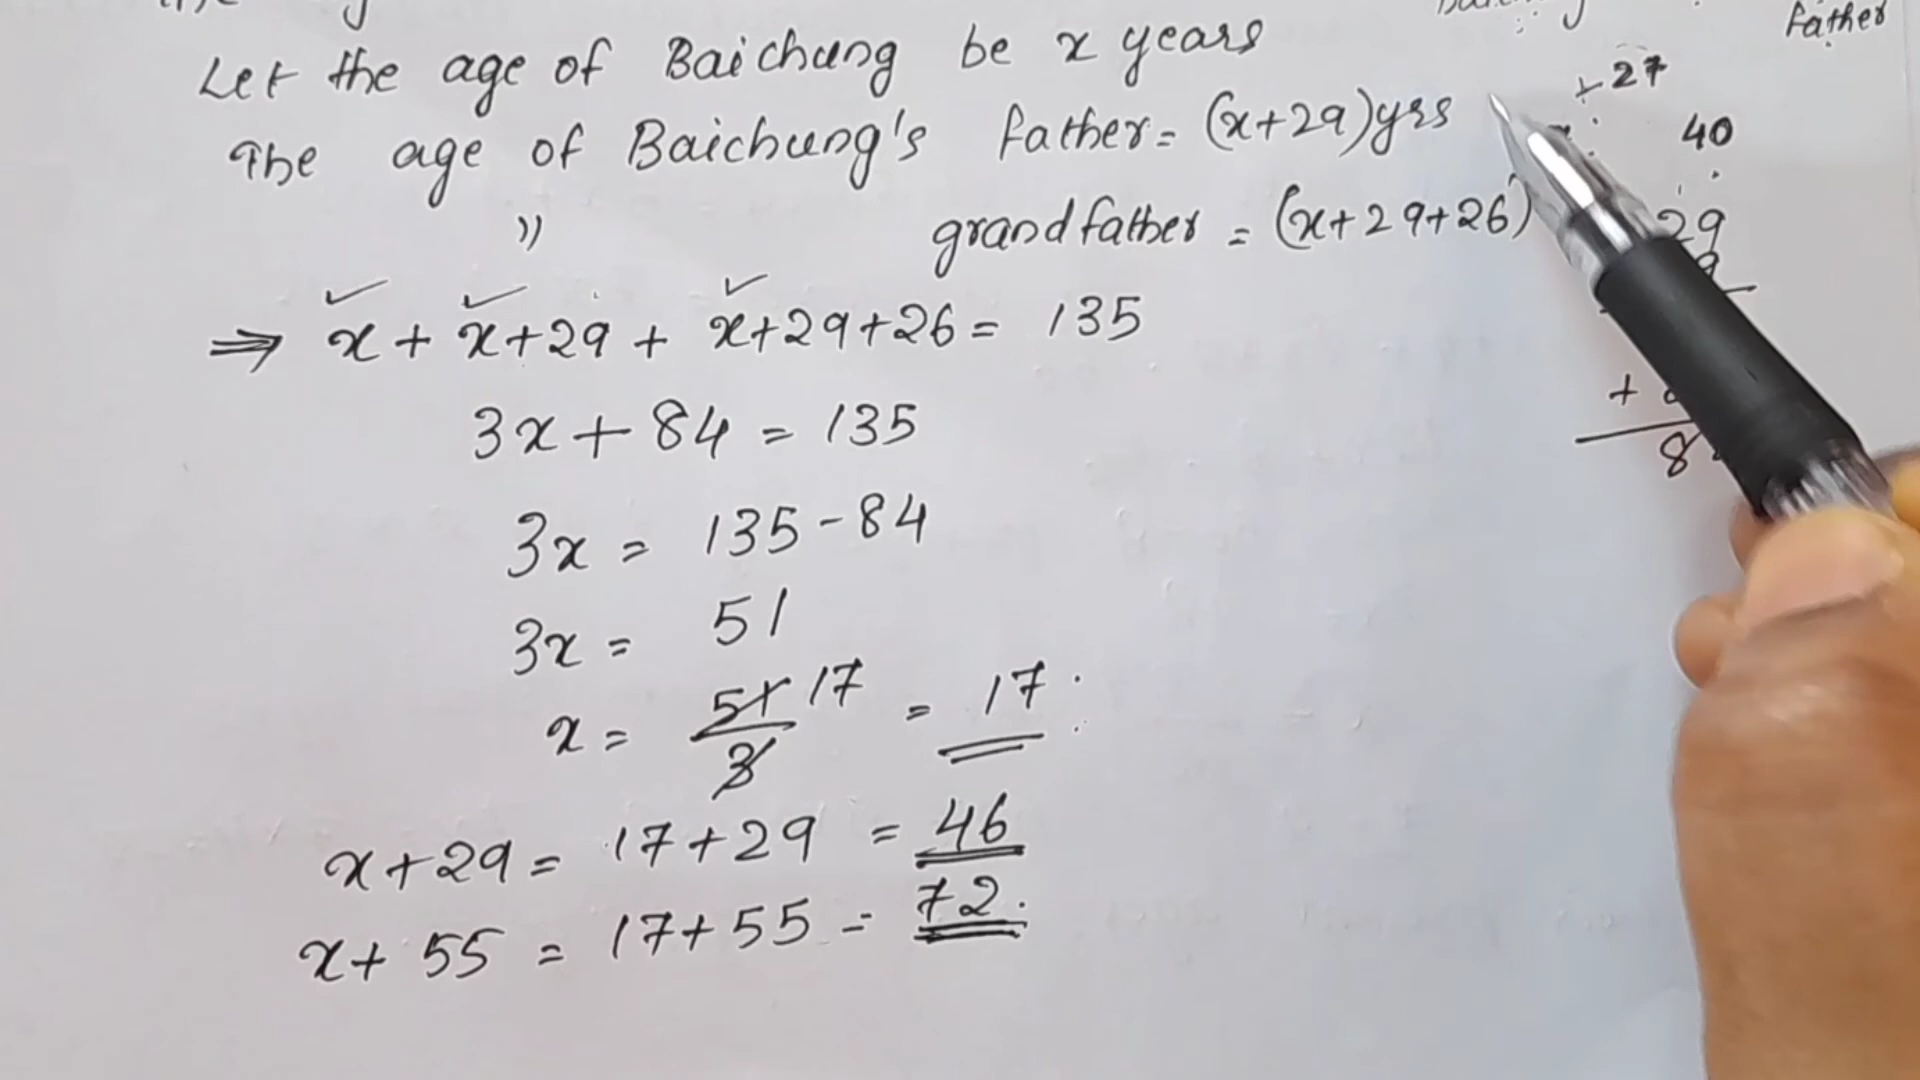 Let the age of Baichung be x years
The age of Baichung's father = (x+29)yrs
" grandfather = (x+29+26)
⇒ x + x+29 + x+29+26 = 135
3x + 84 = 135
3x = 135 - 84
3x = 51
x = 51/3 17 = 17
x+29 = 17+29 = 46
x+55 = 17+55 = 72.
father
+27
40
29
+
8